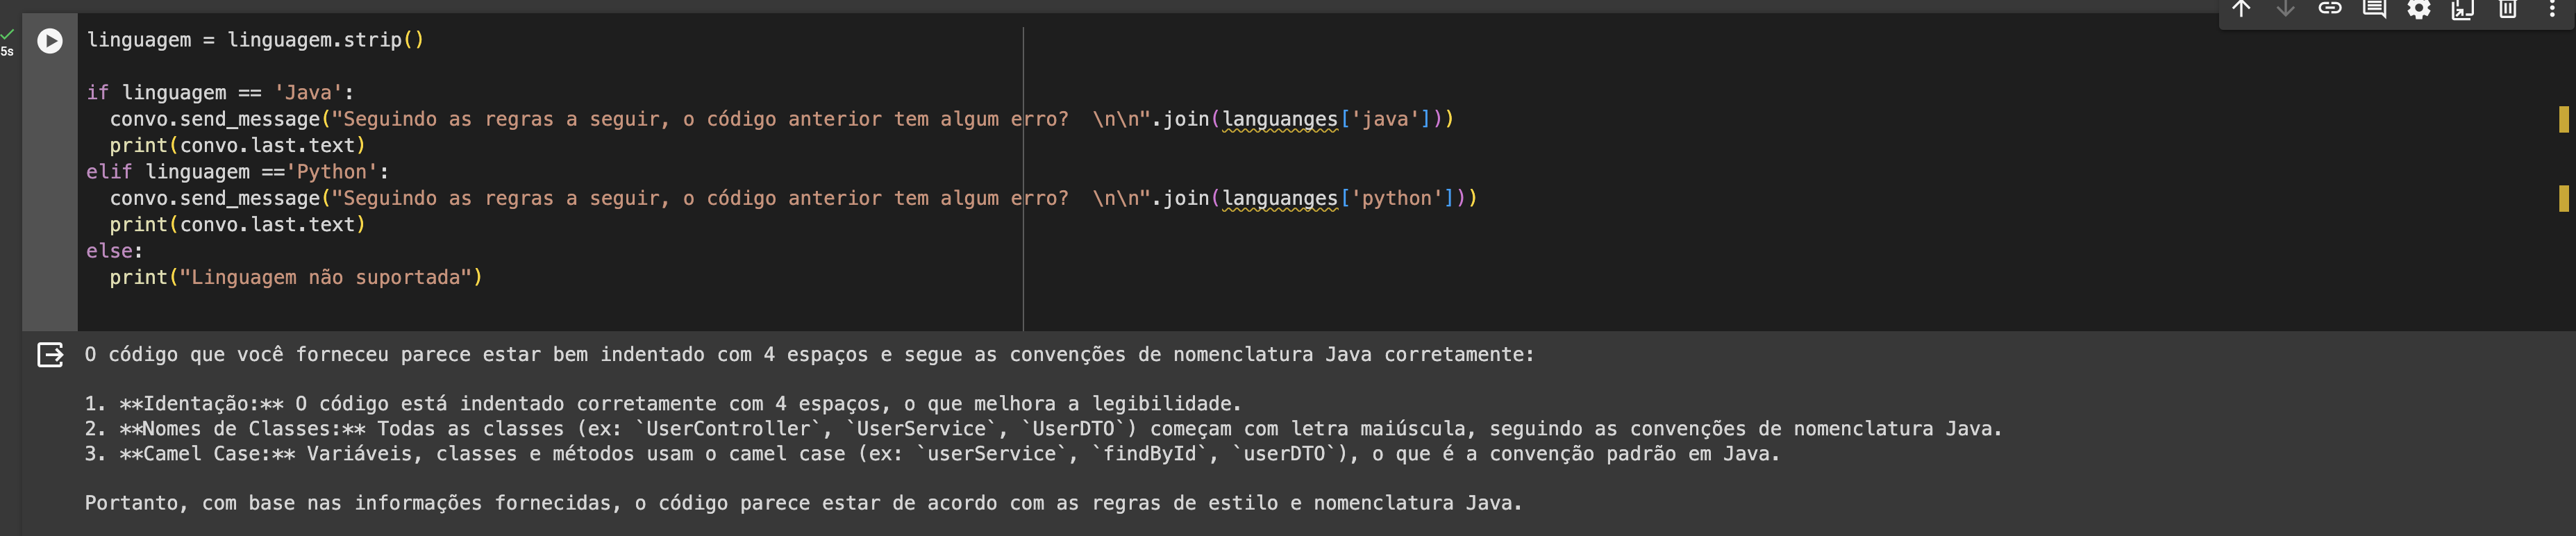 5s
linguagem = linguagem.strip()
if linguagem == 'Java':
  convo.send_message("Seguindo as regras a seguir, o código anterior tem algum erro?  \n\n".join(languanges['java']))
  print(convo.last.text)
elif linguagem =='Python':
  convo.send_message("Seguindo as regras a seguir, o código anterior tem algum erro?  \n\n".join(languanges['python']))
  print(convo.last.text)
else:
  print("Linguagem não suportada")
O código que você forneceu parece estar bem indentado com 4 espaços e segue as convenções de nomenclatura Java corretamente:
1. **Identação:** O código está indentado corretamente com 4 espaços, o que melhora a legibilidade.
2. **Nomes de Classes:** Todas as classes (ex: `UserController`, `UserService`, `UserDTO`) começam com letra maiúscula, seguindo as convenções de nomenclatura Java.
3. **Camel Case:** Variáveis, classes e métodos usam o camel case (ex: `userService`, `findById`, `userDTO`), o que é a convenção padrão em Java.
Portanto, com base nas informações fornecidas, o código parece estar de acordo com as regras de estilo e nomenclatura Java.